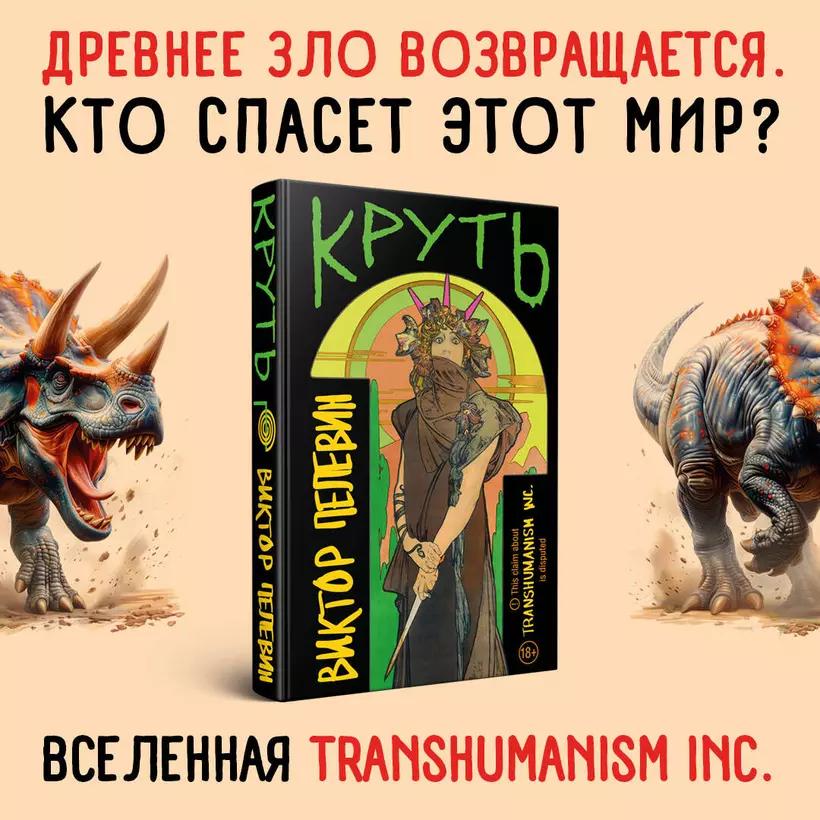 ДРЕВНЕЕ ЗЛО ВОЗВРАЩАЕТСЯ.
КТО СПАСЕТ ЭТОТ МИР?
КРУТЬ
ВИКТОР ПЕЛЕВИН
КРУТЬ
ВИКТОР ПЕЛЕВИН
This claim about
TRANSHUMANISM INC.
is disputed
18+
ВСЕЛЕННАЯ TRANSHUMANISM INC.